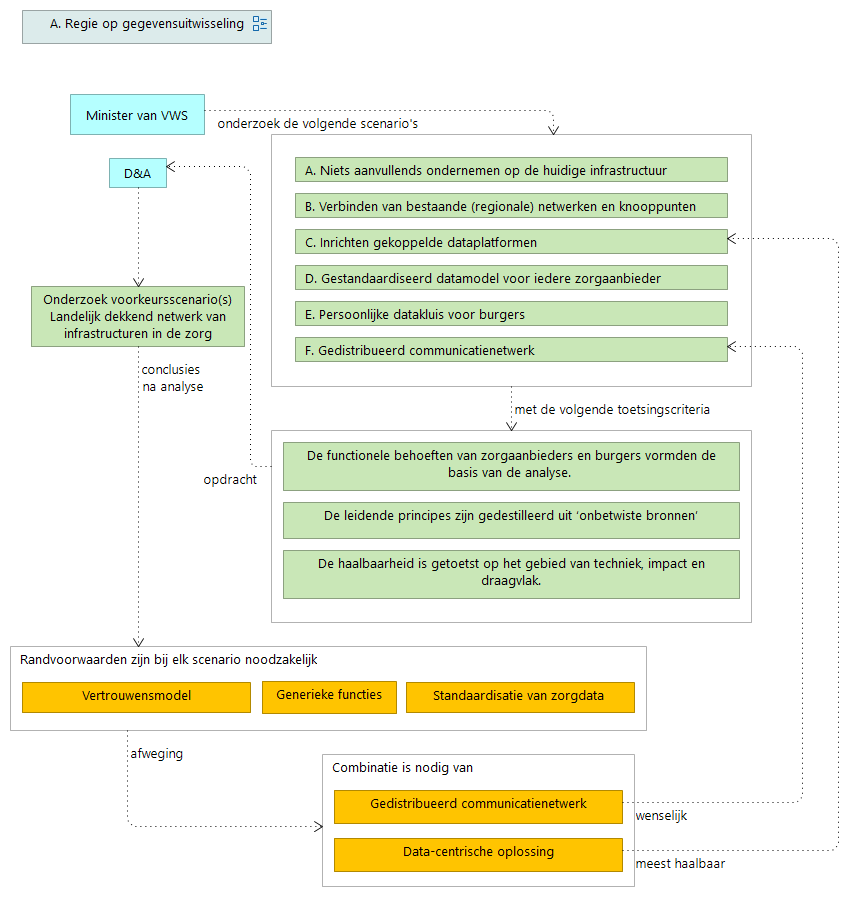 A. Regie op gegevensuitwisseling
Minister van VWS
onderzoek de volgende scenario's
D&A
A. Niets aanvullends ondernemen op de huidige infrastructuur
B. Verbinden van bestaande (regionale) netwerken en knooppunten
C. Inrichten gekoppelde dataplatformen
D. Gestandaardiseerd datamodel voor iedere zorgaanbieder
E. Persoonlijke datakluis voor burgers
F. Gedistribueerd communicatienetwerk
Onderzoek voorkeursscenario(s)
Landelijk dekkend netwerk van
infrastructuren in de zorg
conclusies
na analyse
met de volgende toetsingscriteria
De functionele behoeften van zorgaanbieders en burgers vormden de
basis van de analyse.
opdracht
De leidende principes zijn gedestilleerd uit ‘onbetwiste bronnen’
De haalbaarheid is getoetst op het gebied van techniek, impact en
draagvlak.
Randvoorwaarden zijn bij elk scenario noodzakelijk
Vertrouwensmodel
Generieke functies
Standaardisatie van zorgdata
afweging
Combinatie is nodig van
Gedistribueerd communicatienetwerk
wenselijk
Data-centrische oplossing
meest haalbaar